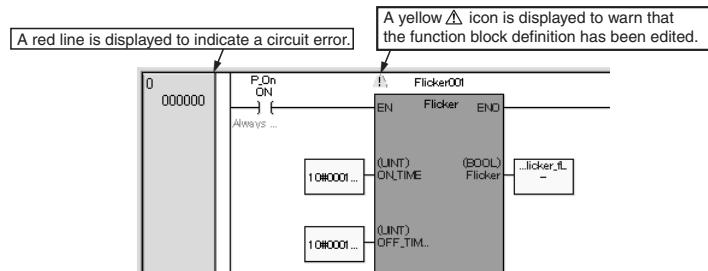 A yellow ⚠ icon is displayed to warn that
the function block definition has been edited.
A red line is displayed to indicate a circuit error.
0
000000
P_On
ON
Always ...
Flicker001
EN Flicker ENO
(UINT)
ON_TIME
(BOOL)
Flicker
10#0001...
...licker_fL
–
(UINT)
OFF_TIM...
10#0001...